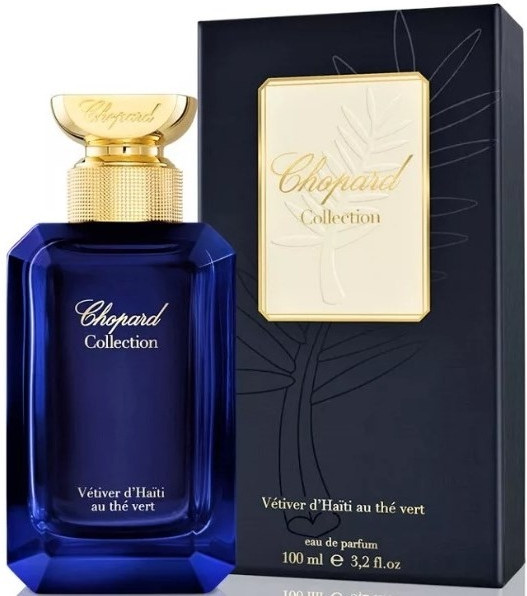 Chopard
Chopard
Collection
Vétiver d'Haïti
au thé vert
Chopard
Collection
Vétiver d'Haïti au thé vert
eau de parfum
100 ml ℮ 3,2 fl.oz